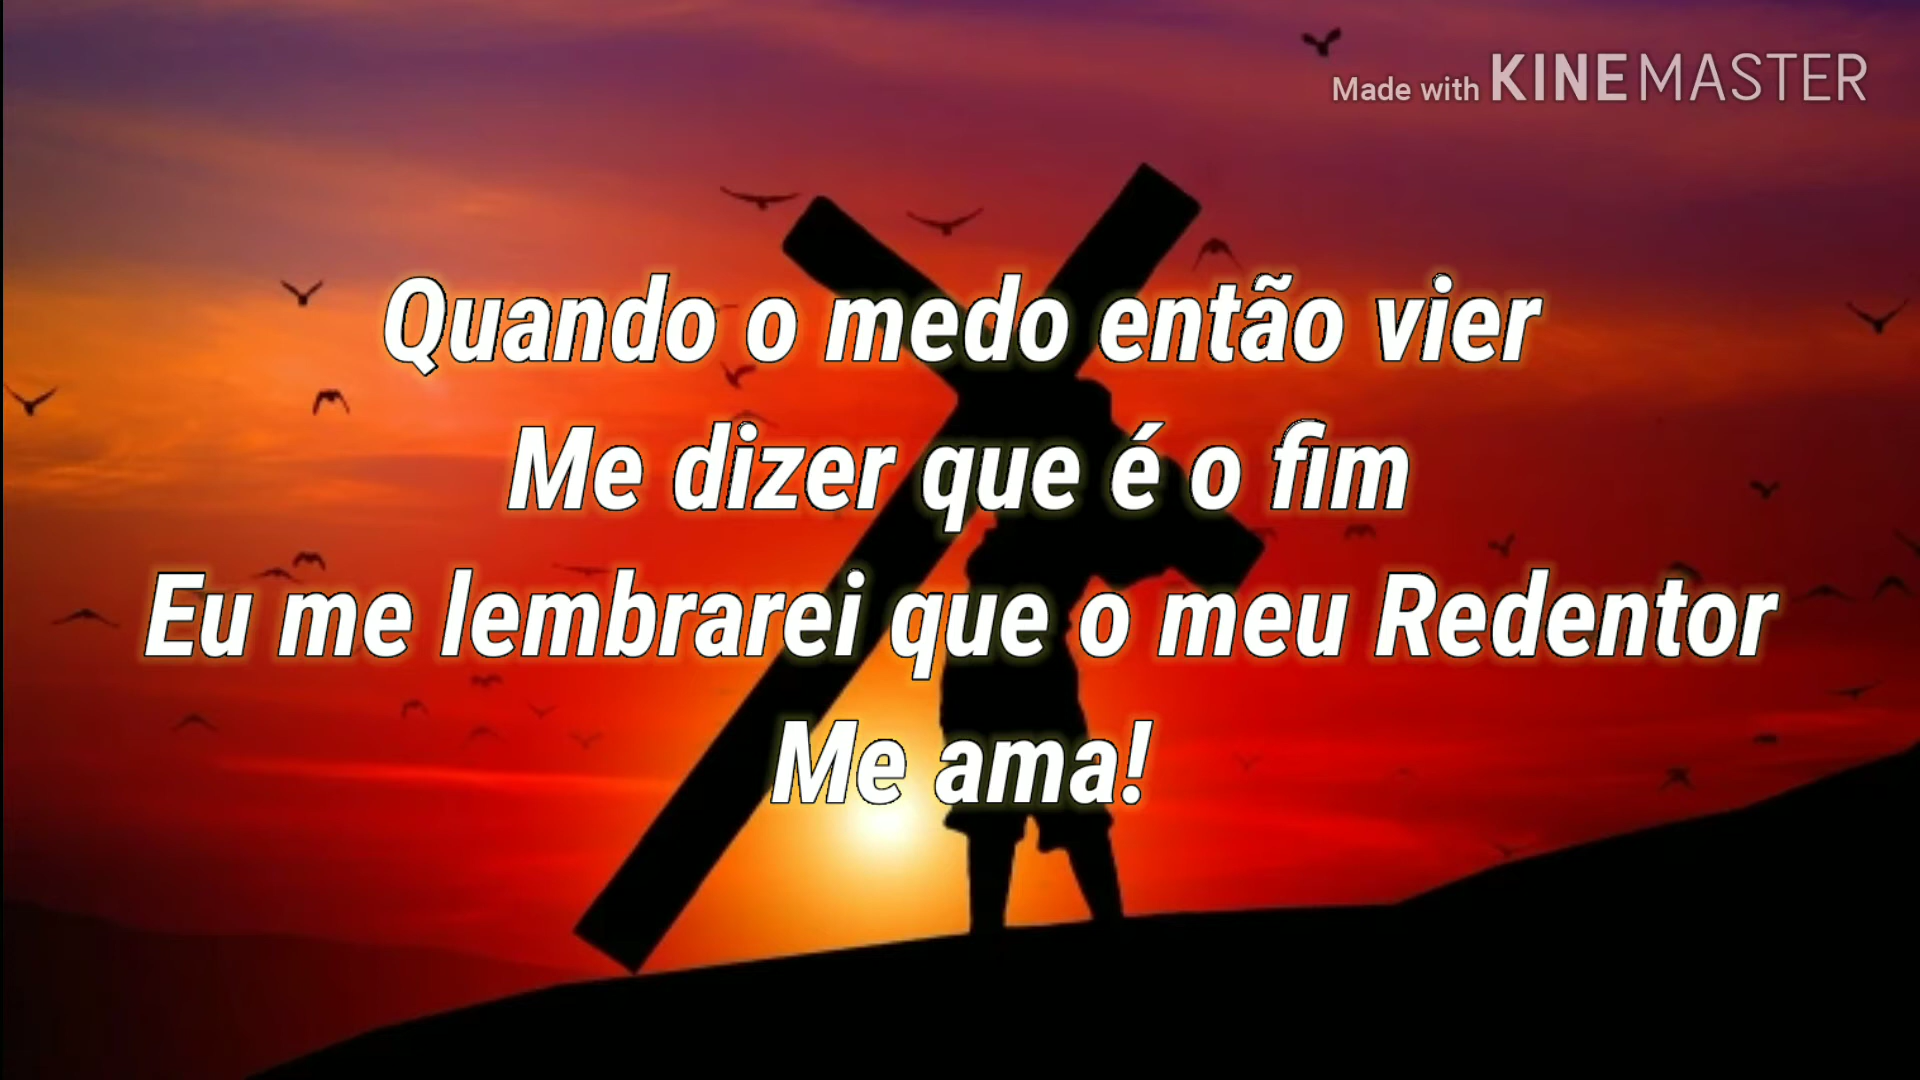 Made with KINEMASTER
Quando o medo então vier
Me dizer que é o fim
Eu me lembrarei que o meu Redentor
Me ama!